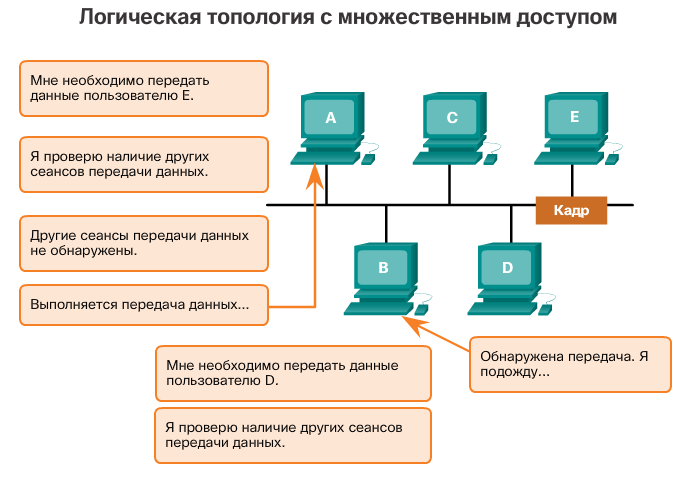 Логическая топология с множественным доступом
Мне необходимо передать
данные пользователю E.
Я проверю наличие других
сеансов передачи данных.
Другие сеансы передачи данных
не обнаружены.
Выполняется передача данных...
A
C
E
Кадр
B
D
Обнаружена передача. Я
подожду...
Мне необходимо передать данные
пользователю D.
Я проверю наличие других сеансов
передачи данных.